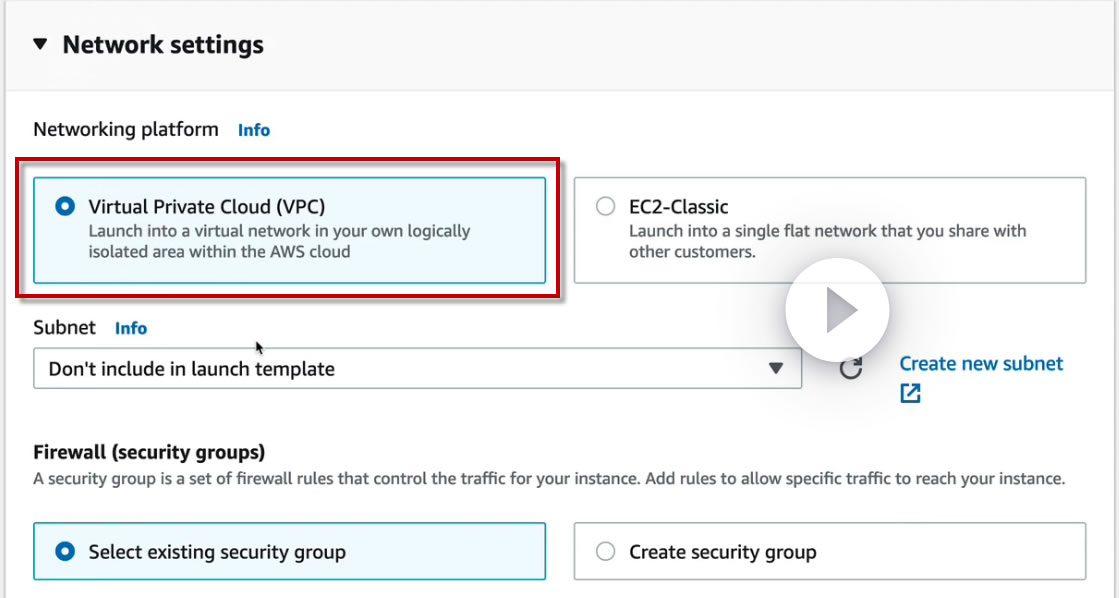 Network settings
Networking platform Info
Virtual Private Cloud (VPC)
Launch into a virtual network in your own logically
isolated area within the AWS cloud
EC2-Classic
Launch into a single flat network that you share with
other customers.
Subnet Info
Don't include in launch template
Create new subnet
Firewall (security groups)
A security group is a set of firewall rules that control the traffic for your instance. Add rules to allow specific traffic to reach your instance.
Select existing security group
Create security group